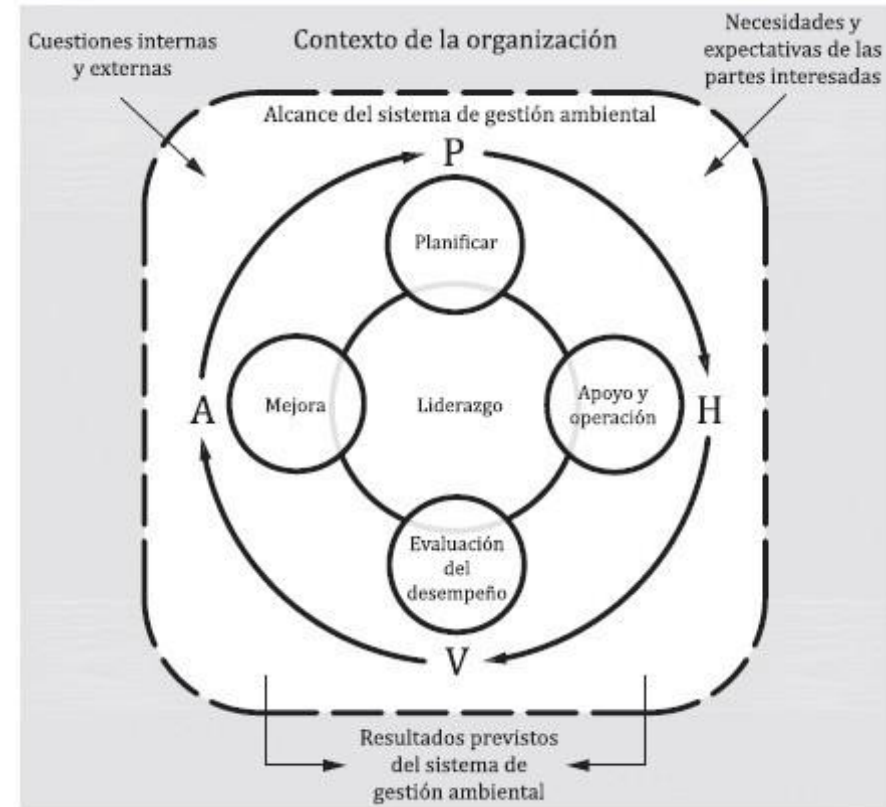 Cuestiones internas
y externas
Contexto de la organización
Necesidades y
expectativas de las
partes interesadas
Alcance del sistema de gestión ambiental
P
Planificar
A
Mejora
Liderazgo
Apoyo y
operación
H
Evaluación
del
desempeño
V
Resultados previstos
del sistema de
gestión ambiental